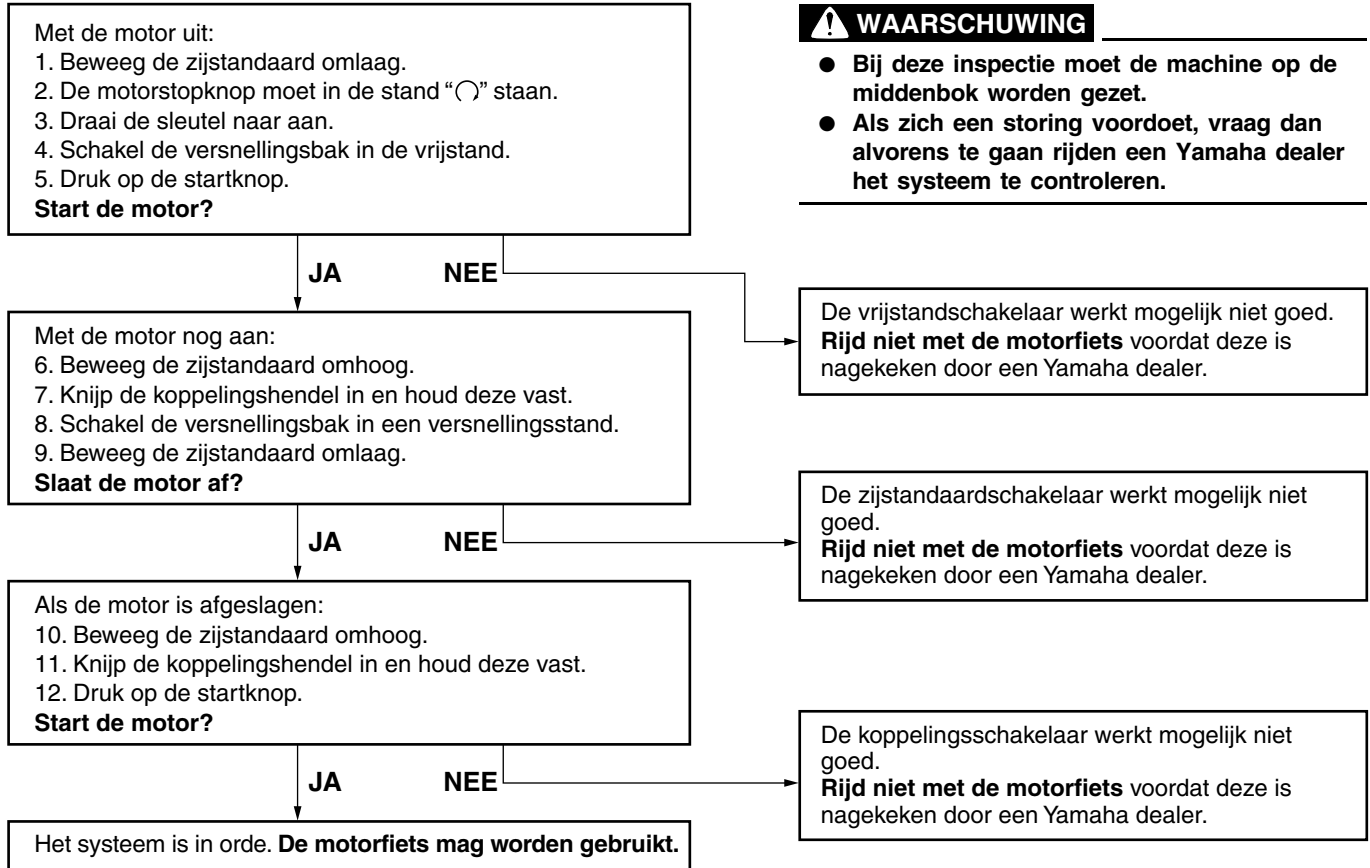 Met de motor uit:
1. Beweeg de zijstandaard omlaag.
2. De motorstopknop moet in de stand “◯” staan.
3. Draai de sleutel naar aan.
4. Schakel de versnellingsbak in de vrijstand.
5. Druk op de startknop.
Start de motor?
WAARSCHUWING
● Bij deze inspectie moet de machine op de
middenbok worden gezet.
● Als zich een storing voordoet, vraag dan
alvorens te gaan rijden een Yamaha dealer
het systeem te controleren.
JA NEE
De vrijstandschakelaar werkt mogelijk niet goed.
Rijd niet met de motorfiets voordat deze is
nagekeken door een Yamaha dealer.
Met de motor nog aan:
6. Beweeg de zijstandaard omhoog.
7. Knijp de koppelingshendel in en houd deze vast.
8. Schakel de versnellingsbak in een versnellingsstand.
9. Beweeg de zijstandaard omlaag.
Slaat de motor af?
JA NEE
De zijstandaardschakelaar werkt mogelijk niet
goed.
Rijd niet met de motorfiets voordat deze is
nagekeken door een Yamaha dealer.
Als de motor is afgeslagen:
10. Beweeg de zijstandaard omhoog.
11. Knijp de koppelingshendel in en houd deze vast.
12. Druk op de startknop.
Start de motor?
JA NEE
De koppelingsschakelaar werkt mogelijk niet
goed.
Rijd niet met de motorfiets voordat deze is
nagekeken door een Yamaha dealer.
Het systeem is in orde. De motorfiets mag worden gebruikt.